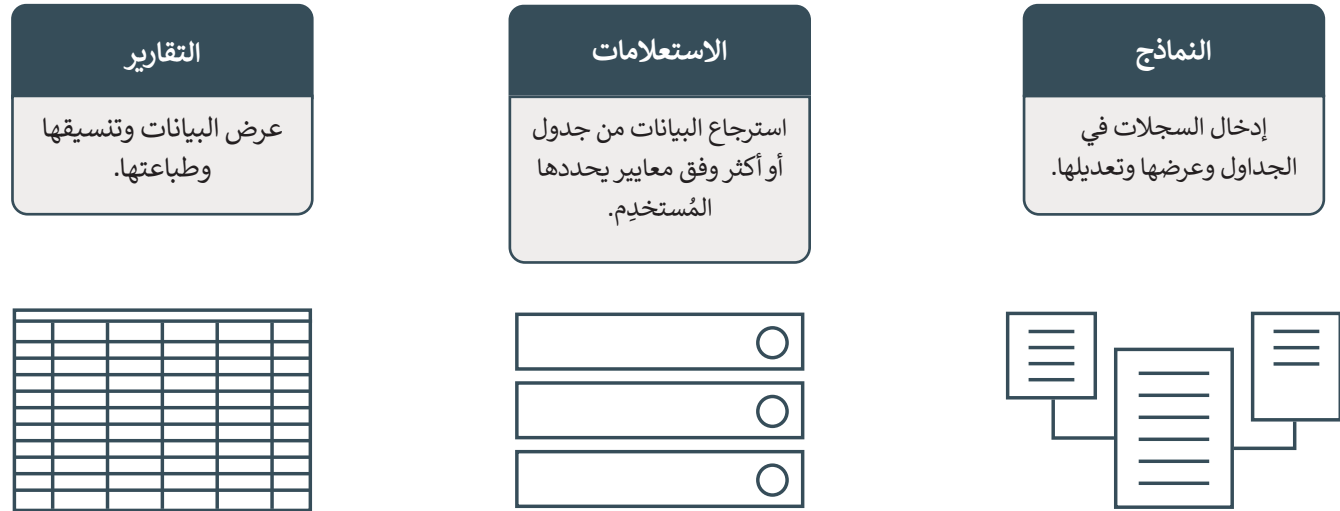 النماذج
إدخال السجلات في
الجداول وعرضها وتعديلها.
الاستعلامات
استرجاع البيانات من جدول
أو أكثر وفق معايير يحددها
المُستخدِم.
التقارير
عرض البيانات وتنسيقها
وطباعتها.